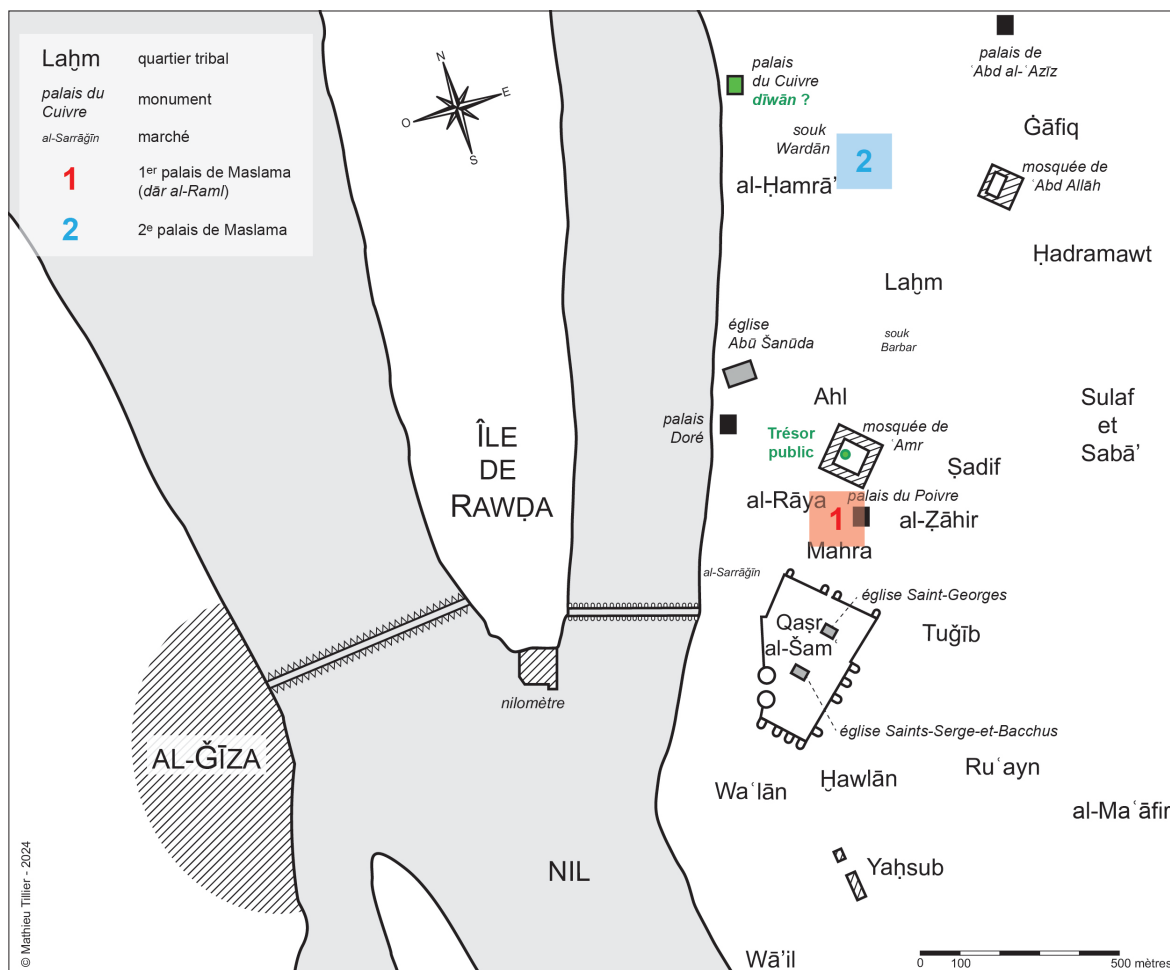 Laḫm
quartier tribal
palais du
Cuivre
monument
al-Sarrāǧīn
marché
1
1er palais de Maslama
(dār al-Raml)
2
2e palais de Maslama
N
E
S
O
palais
du Cuivre
dīwān ?
palais de
ʿAbd al-ʿAzīz
souk
Wardān
2
Ġāfiq
al-Ḥamrāʾ
mosquée de
ʿAbd Allāh
Ḥadramawt
Laḫm
église
Abū Šanūda
souk
Barbar
Ahl
Sulaf
et
Sabāʾ
palais
Doré
Trésor
public
mosquée de
ʿAmr
Ṣadif
ÎLE
DE
RAWḌA
al-Rāya
palais du Poivre
1
al-Ẓāhir
Mahra
al-Sarrāǧīn
église Saint-Georges
Qaṣr
al-Šamʿ
Tuǧīb
nilomètre
église Saints-Serge-et-Bacchus
AL-ǦĪZA
Waʿlān
Ḫawlān
Ruʿayn
al-Maʿāfir
NIL
Yaḥsub
Wāʾil
0 100 500 mètres
© Mathieu Tillier - 2024